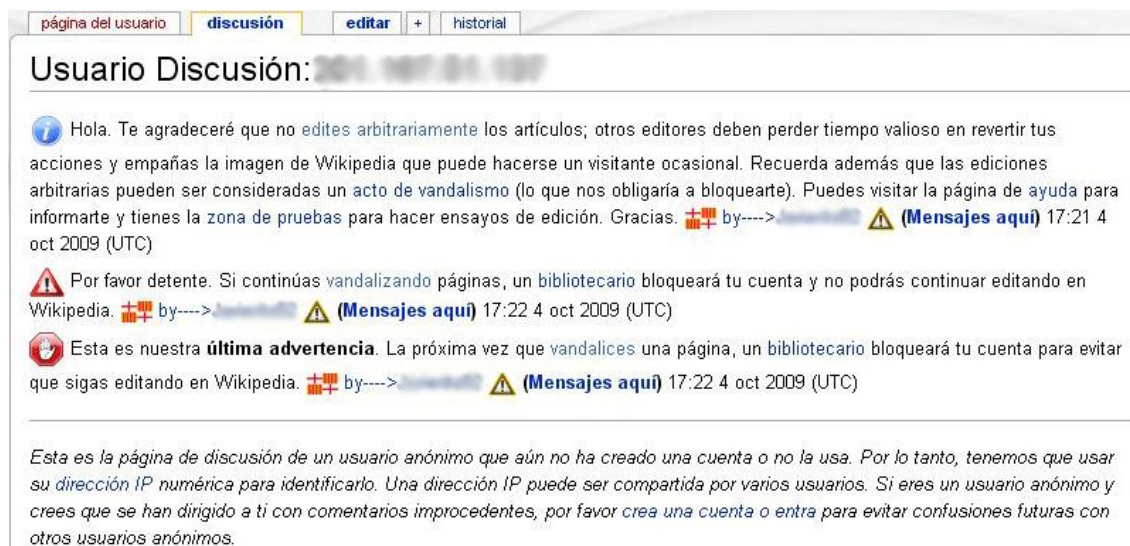 página del usuario discusión editar + historial
Usuario Discusión:
Hola. Te agradeceré que no edites arbitrariamente los artículos; otros editores deben perder tiempo valioso en revertir tus
acciones y empañas la imagen de Wikipedia que puede hacerse un visitante ocasional. Recuerda además que las ediciones
arbitrarias pueden ser consideradas un acto de vandalismo (lo que nos obligaría a bloquearte). Puedes visitar la página de ayuda para
informarte y tienes la zona de pruebas para hacer ensayos de edición. Gracias. by----> (Mensajes aquí) 17:21 4
oct 2009 (UTC)
Por favor detente. Si continúas vandalizando páginas, un bibliotecario bloqueará tu cuenta y no podrás continuar editando en
Wikipedia. by----> (Mensajes aquí) 17:22 4 oct 2009 (UTC)
Esta es nuestra última advertencia. La próxima vez que vandalices una página, un bibliotecario bloqueará tu cuenta para evitar
que sigas editando en Wikipedia. by----> (Mensajes aquí) 17:22 4 oct 2009 (UTC)
Esta es la página de discusión de un usuario anónimo que aún no ha creado una cuenta o no la usa. Por lo tanto, tenemos que usar
su dirección IP numérica para identificarlo. Una dirección IP puede ser compartida por varios usuarios. Si eres un usuario anónimo y
crees que se han dirigido a ti con comentarios improcedentes, por favor crea una cuenta o entra para evitar confusiones futuras con
otros usuarios anónimos.